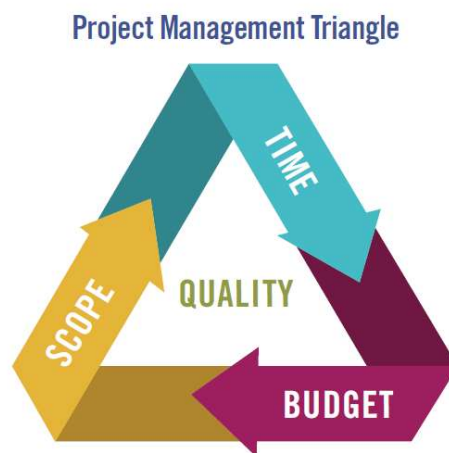 Project Management Triangle
TIME
SCOPE
QUALITY
BUDGET